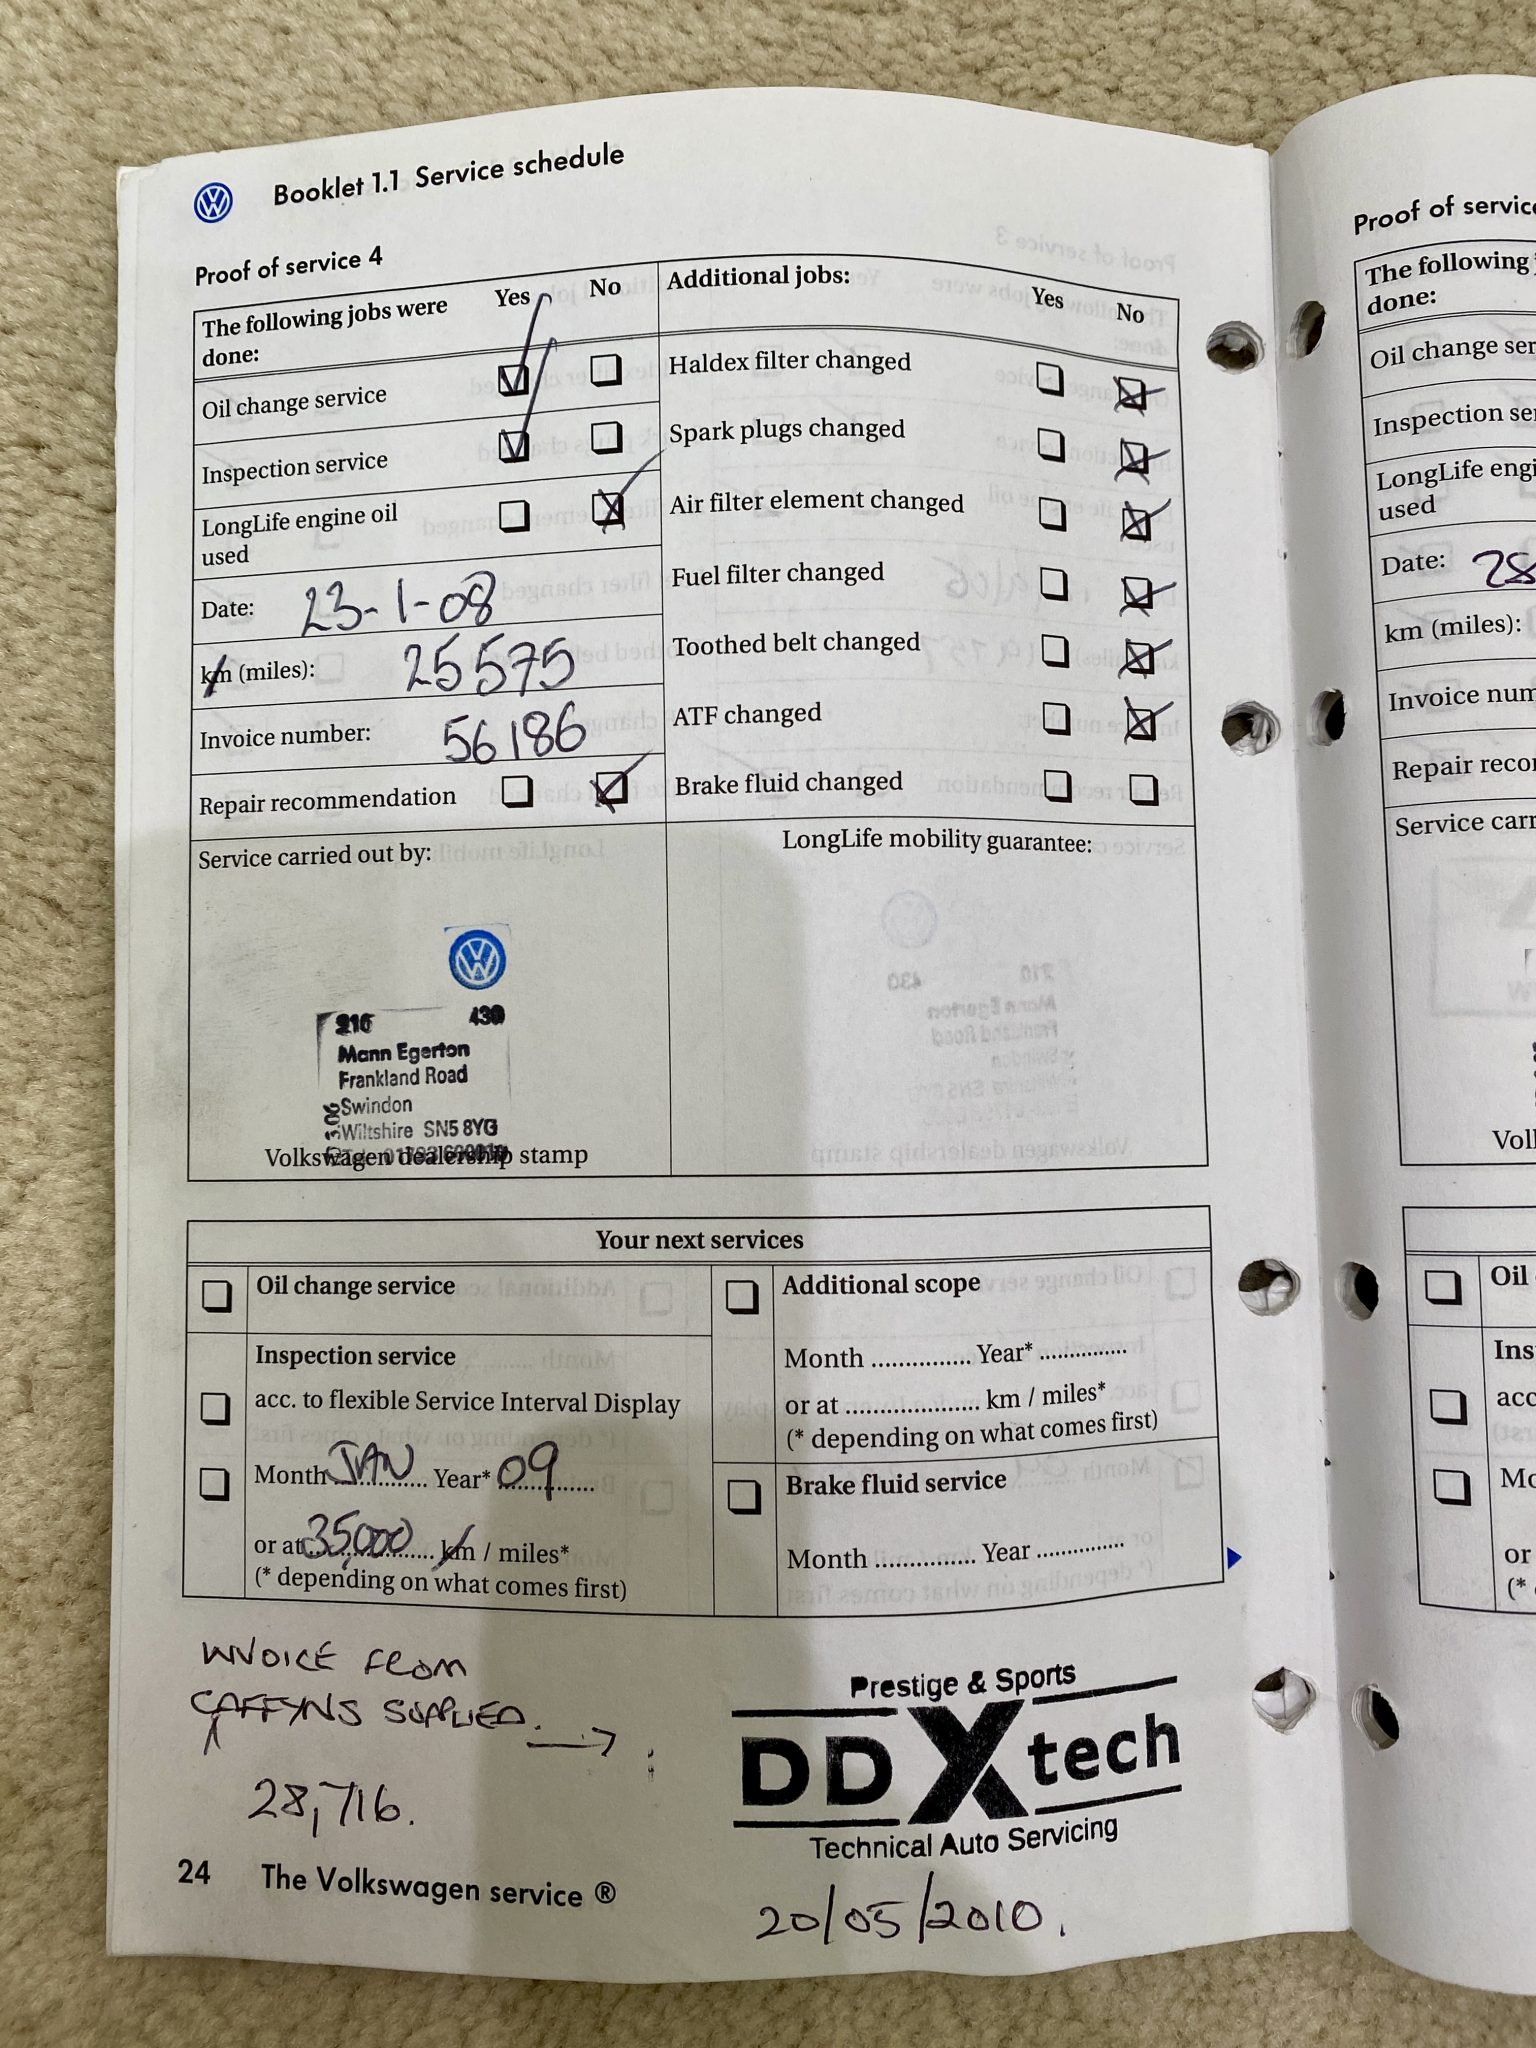 Booklet 1.1 Service schedule
Proof of service 4
The following jobs were done: Yes No
Oil change service
Inspection service
LongLife engine oil used
Date: 23-1-08
km (miles): 25575
Invoice number: 56186
Repair recommendation
Additional jobs: Yes No
Haldex filter changed
Spark plugs changed
Air filter element changed
Fuel filter changed
Toothed belt changed
ATF changed
Brake fluid changed
Service carried out by:
216 430
Mann Egerton
Frankland Road
Swindon
Wiltshire SN5 8YG
Volkswagen dealership stamp
LongLife mobility guarantee:
Your next services
Oil change service
Inspection service
acc. to flexible Service Interval Display
Month JAN Year* 09
or at 35,000 km / miles*
(* depending on what comes first)
Additional scope
Month ............... Year* ..............
or at ...................... km / miles*
(* depending on what comes first)
Brake fluid service
Month ............... Year ..............
INVOICE FROM
CAFFYNS SUPPLIED.
28,716.
Prestige & Sports
DDXtech
Technical Auto Servicing
20/05/2010.
24 The Volkswagen service ®
Proof of service
The following
done:
Oil change
Inspection
LongLife
used
Date: 28
km (miles):
Invoice
Repair
Service
Oil